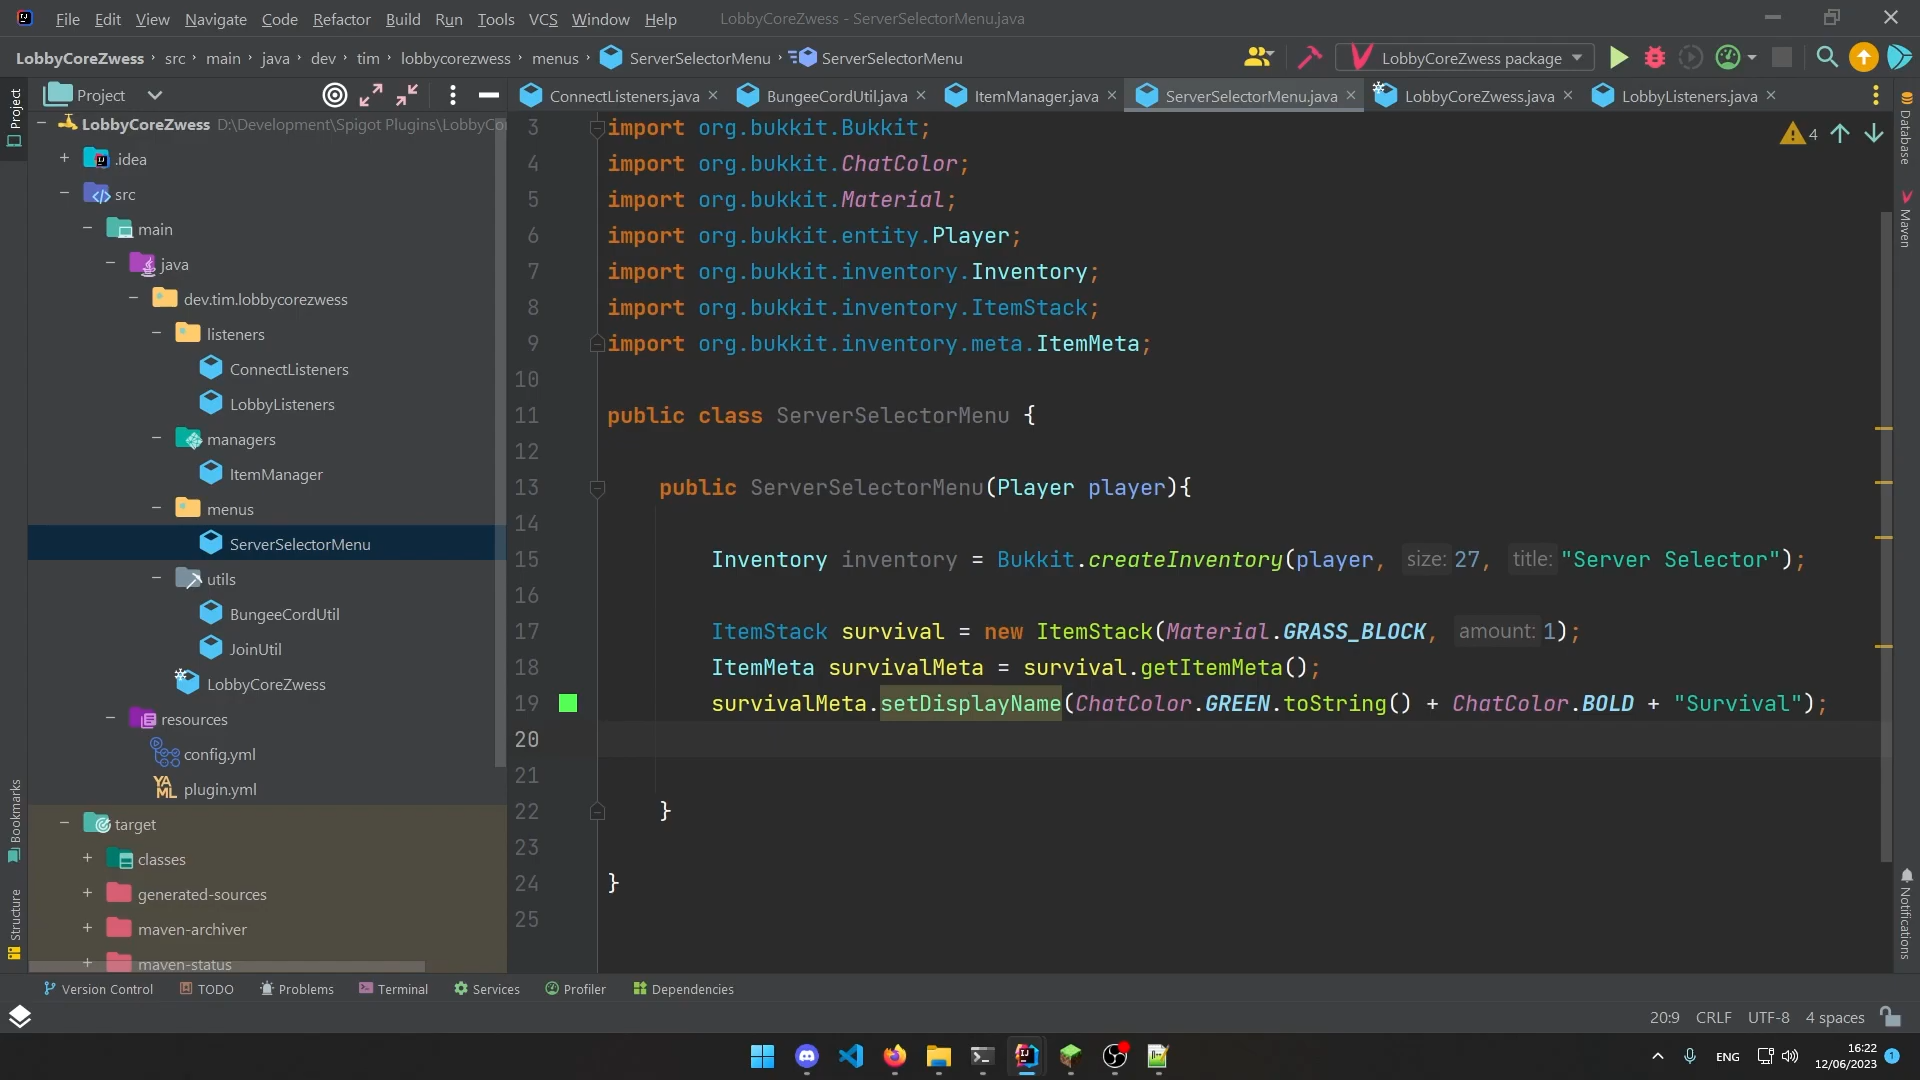 File Edit View Navigate Code Refactor Build Run Tools VCS Window Help LobbyCoreZwess - ServerSelectorMenu.java
LobbyCoreZwess src main java dev tim lobbycorezwess menus ServerSelectorMenu ServerSelectorMenu LobbyCoreZwess package
Project ConnectListeners.java BungeeCordUtil.java ItemManager.java ServerSelectorMenu.java LobbyCoreZwess.java LobbyListeners.java
Project
Bookmarks
Structure
LobbyCoreZwess D:\Development\Spigot Plugins\LobbyCo
.idea
src
main
java
dev.tim.lobbycorezwess
listeners
ConnectListeners
LobbyListeners
managers
ItemManager
menus
ServerSelectorMenu
utils
BungeeCordUtil
JoinUtil
LobbyCoreZwess
resources
config.yml
plugin.yml
target
classes
generated-sources
maven-archiver
maven-status
4
3 import org.bukkit.Bukkit;
4 import org.bukkit.ChatColor;
5 import org.bukkit.Material;
6 import org.bukkit.entity.Player;
7 import org.bukkit.inventory.Inventory;
8 import org.bukkit.inventory.ItemStack;
9 import org.bukkit.inventory.meta.ItemMeta;
10
11 public class ServerSelectorMenu {
12
13 public ServerSelectorMenu(Player player){
14
15 Inventory inventory = Bukkit.createInventory(player, size: 27, title: "Server Selector");
16
17 ItemStack survival = new ItemStack(Material.GRASS_BLOCK, amount: 1);
18 ItemMeta survivalMeta = survival.getItemMeta();
19 survivalMeta.setDisplayName(ChatColor.GREEN.toString() + ChatColor.BOLD + "Survival");
20
21
22 }
23
24 }
25
Database
Maven
Notifications
Version Control TODO Problems Terminal Services Profiler Dependencies
20:9 CRLF UTF-8 4 spaces
ENG 16:22
12/06/2023 1